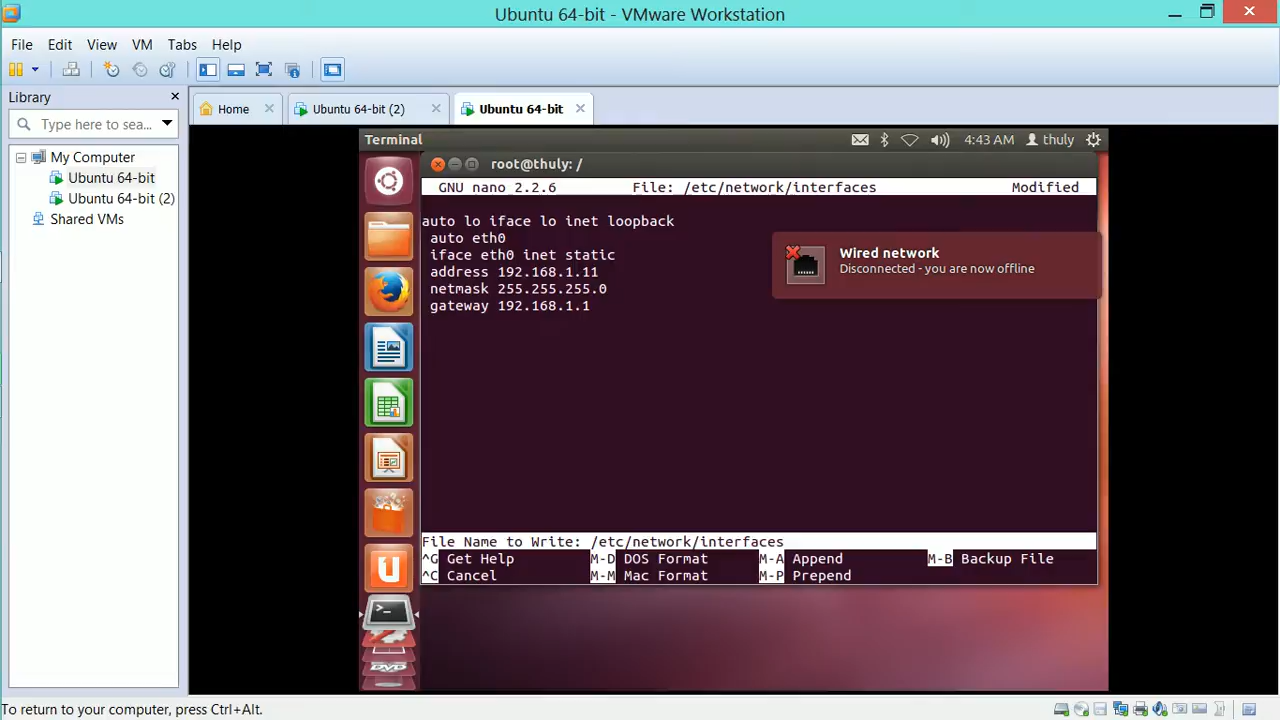 Ubuntu 64-bit - VMware Workstation
File Edit View VM Tabs Help
Library
Type here to sea...
My Computer
Ubuntu 64-bit
Ubuntu 64-bit (2)
Shared VMs
Home
Ubuntu 64-bit (2)
Ubuntu 64-bit
Terminal
4:43 AM thuly
root@thuly: /
GNU nano 2.2.6 File: /etc/network/interfaces Modified
auto lo iface lo inet loopback
auto eth0
iface eth0 inet static
address 192.168.1.11
netmask 255.255.255.0
gateway 192.168.1.1
Wired network
Disconnected - you are now offline
File Name to Write: /etc/network/interfaces
^G Get Help M-D DOS Format M-A Append M-B Backup File
^C Cancel M-M Mac Format M-P Prepend
DVD
To return to your computer, press Ctrl+Alt.